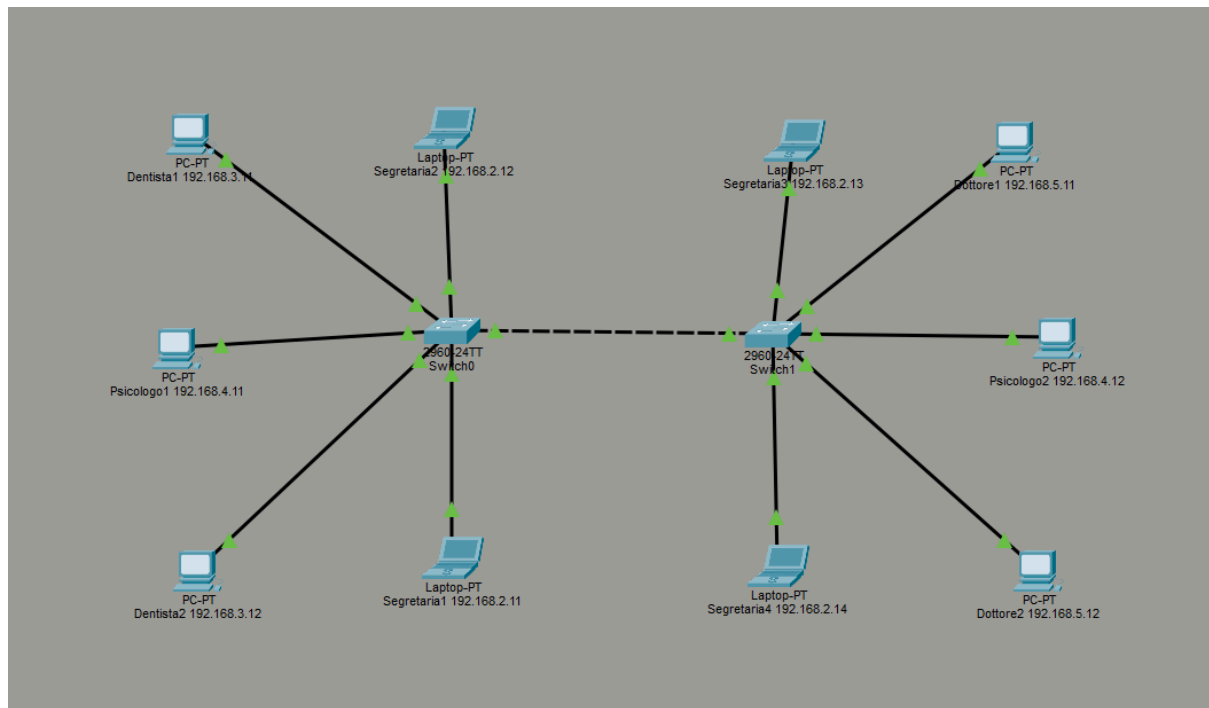 PC-PT
Dentista1 192.168.3.11
Laptop-PT
Segretaria2 192.168.2.12
Laptop-PT
Segretaria3 192.168.2.13
PC-PT
Dottore1 192.168.5.11
2960-24TT
Switch0
2960-24TT
Switch1
PC-PT
Psicologo1 192.168.4.11
PC-PT
Psicologo2 192.168.4.12
PC-PT
Dentista2 192.168.3.12
Laptop-PT
Segretaria1 192.168.2.11
Laptop-PT
Segretaria4 192.168.2.14
PC-PT
Dottore2 192.168.5.12